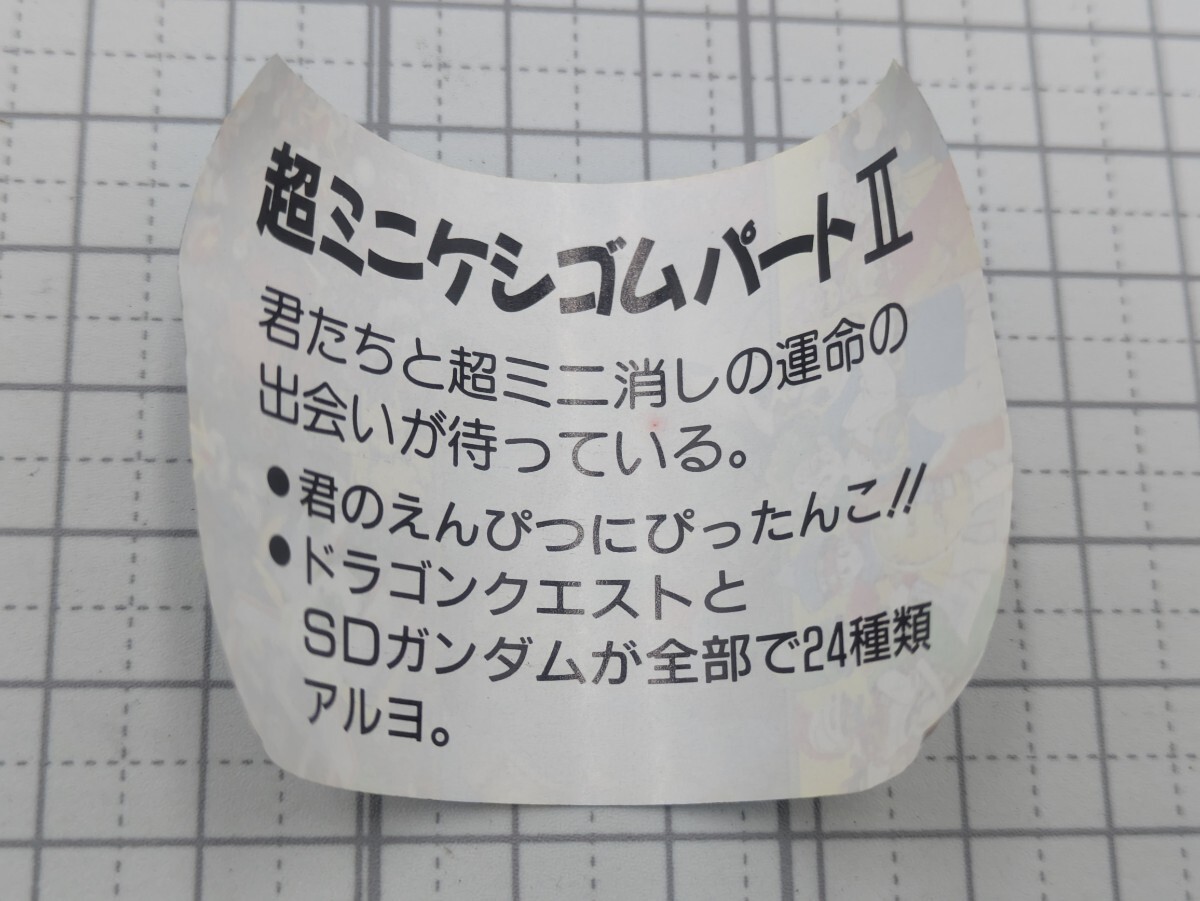 超ミニケシゴムパートⅡ
君たちと超ミニ消しの運命の
出会いが待っている。
●君のえんぴつにぴったんこ!!
●ドラゴンクエストと
SDガンダムが全部で24種類
アルヨ。